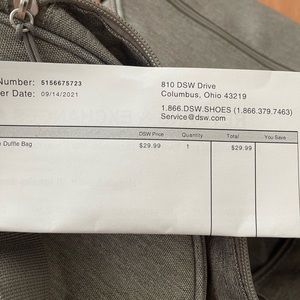 Number: 5156675723
er Date: 09/14/2021
810 DSW Drive
Columbus, Ohio 43219
1.866.DSW.SHOES (1.866.379.7463)
Service@dsw.com
DSW Price Quantity Total You Save
Duffle Bag $29.99 1 $29.99